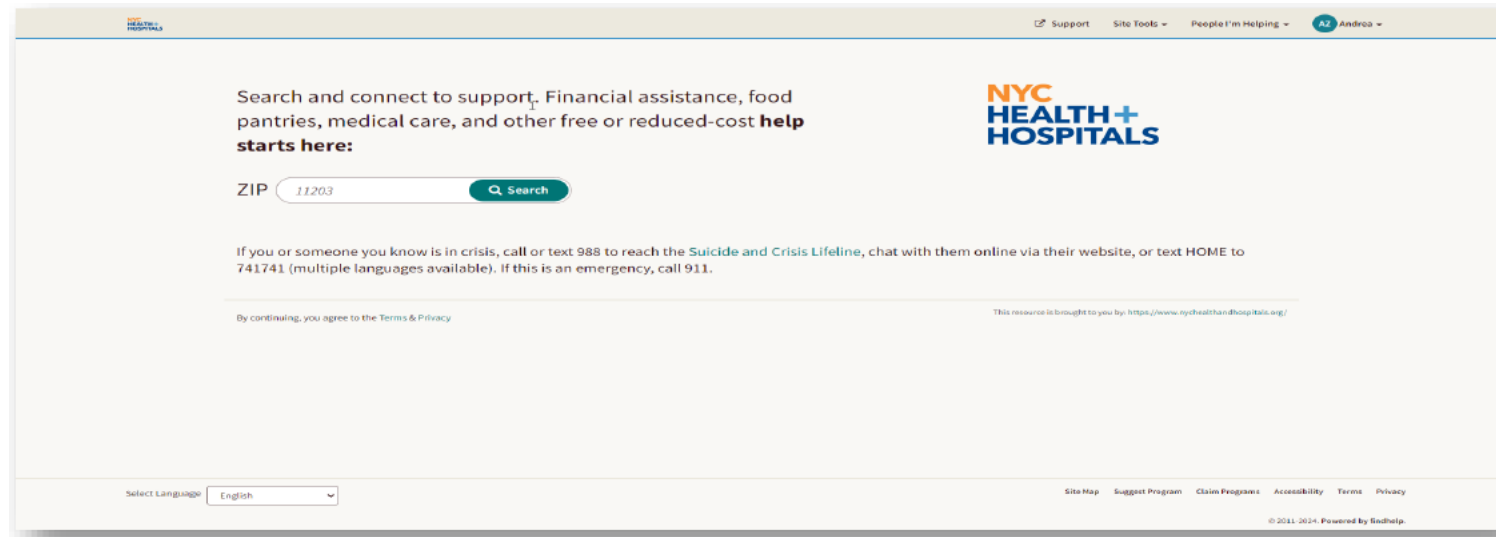 NYC
HEALTH+
HOSPITALS
Support Site Tools People I'm Helping AZ Andrea
Search and connect to support. Financial assistance, food
pantries, medical care, and other free or reduced-cost help
starts here:
NYC
HEALTH+
HOSPITALS
ZIP 11203 Search
If you or someone you know is in crisis, call or text 988 to reach the Suicide and Crisis Lifeline, chat with them online via their website, or text HOME to
741741 (multiple languages available). If this is an emergency, call 911.
By continuing, you agree to the Terms & Privacy
This resource is brought to you by: https://www.nychealthandhospitals.org/
Select Language English
Site Map Suggest Program Claim Programs Accessibility Terms Privacy
© 2011-2024. Powered by findhelp.